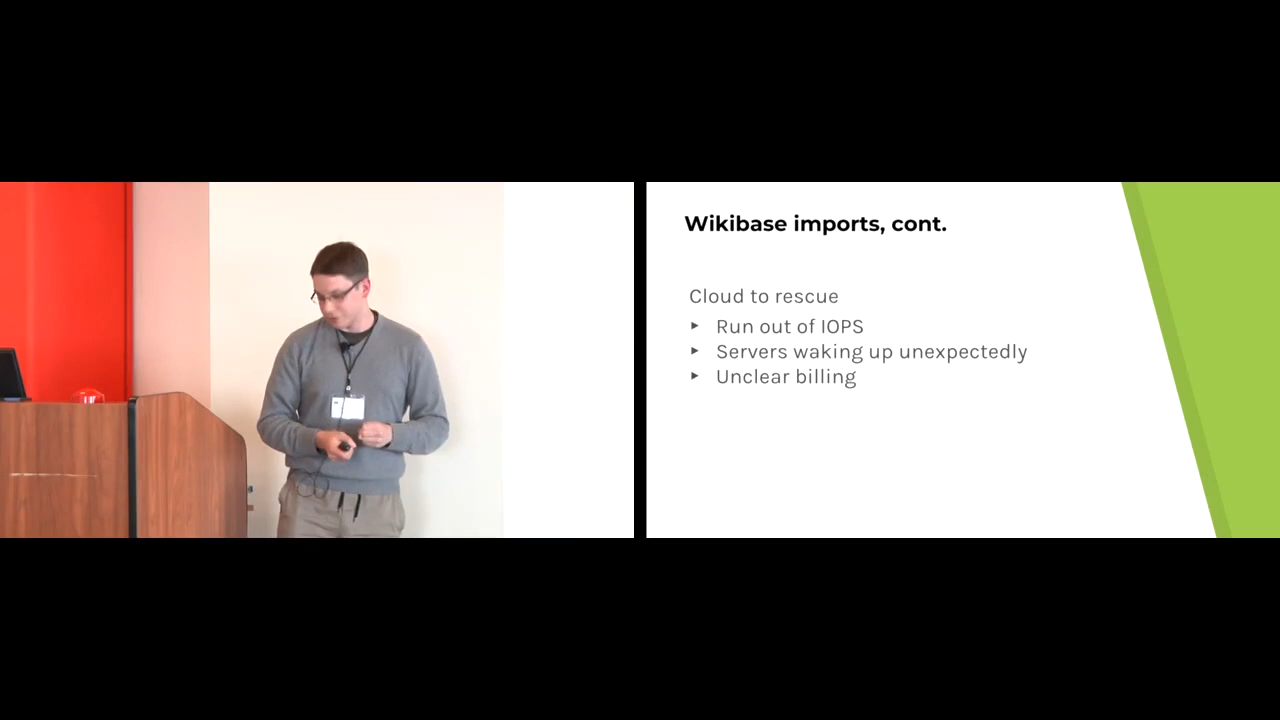 Wikibase imports, cont.
Cloud to rescue
▸ Run out of IOPS
▸ Servers waking up unexpectedly
▸ Unclear billing